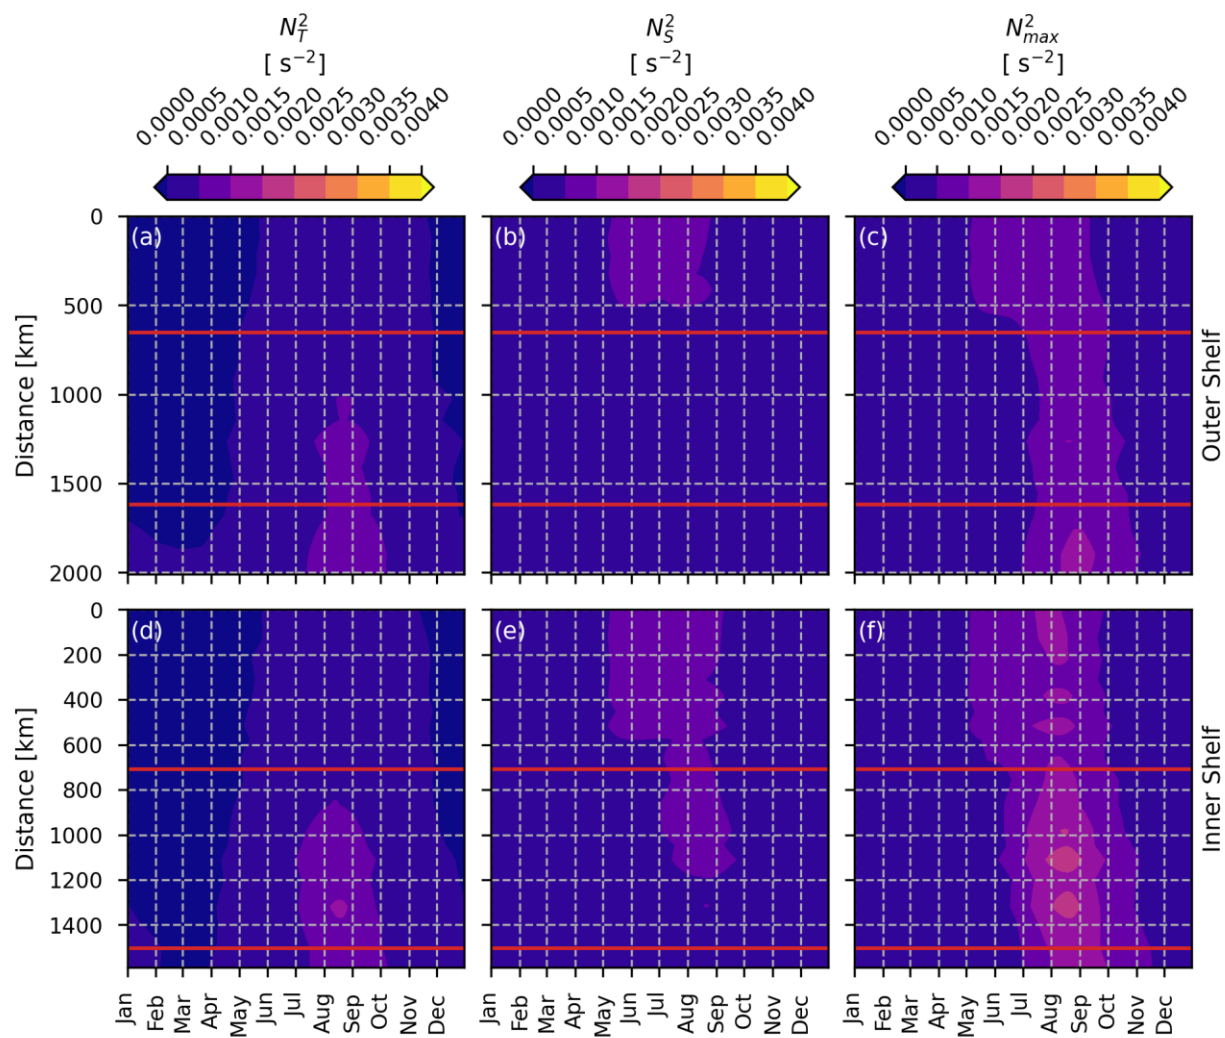 N_T^2 N_S^2 N_max^2
[ s−2] [ s−2] [ s−2]
0.0000 0.0005 0.0010 0.0015 0.0020 0.0025 0.0030 0.0035 0.0040
0.0000 0.0005 0.0010 0.0015 0.0020 0.0025 0.0030 0.0035 0.0040
0.0000 0.0005 0.0010 0.0015 0.0020 0.0025 0.0030 0.0035 0.0040
(a) (b) (c)
0
500
1000
1500
2000
Distance [km]
Outer Shelf
(d) (e) (f)
0
200
400
600
800
1000
1200
1400
Distance [km]
Inner Shelf
Jan Feb Mar Apr May Jun Jul Aug Sep Oct Nov Dec
Jan Feb Mar Apr May Jun Jul Aug Sep Oct Nov Dec
Jan Feb Mar Apr May Jun Jul Aug Sep Oct Nov Dec